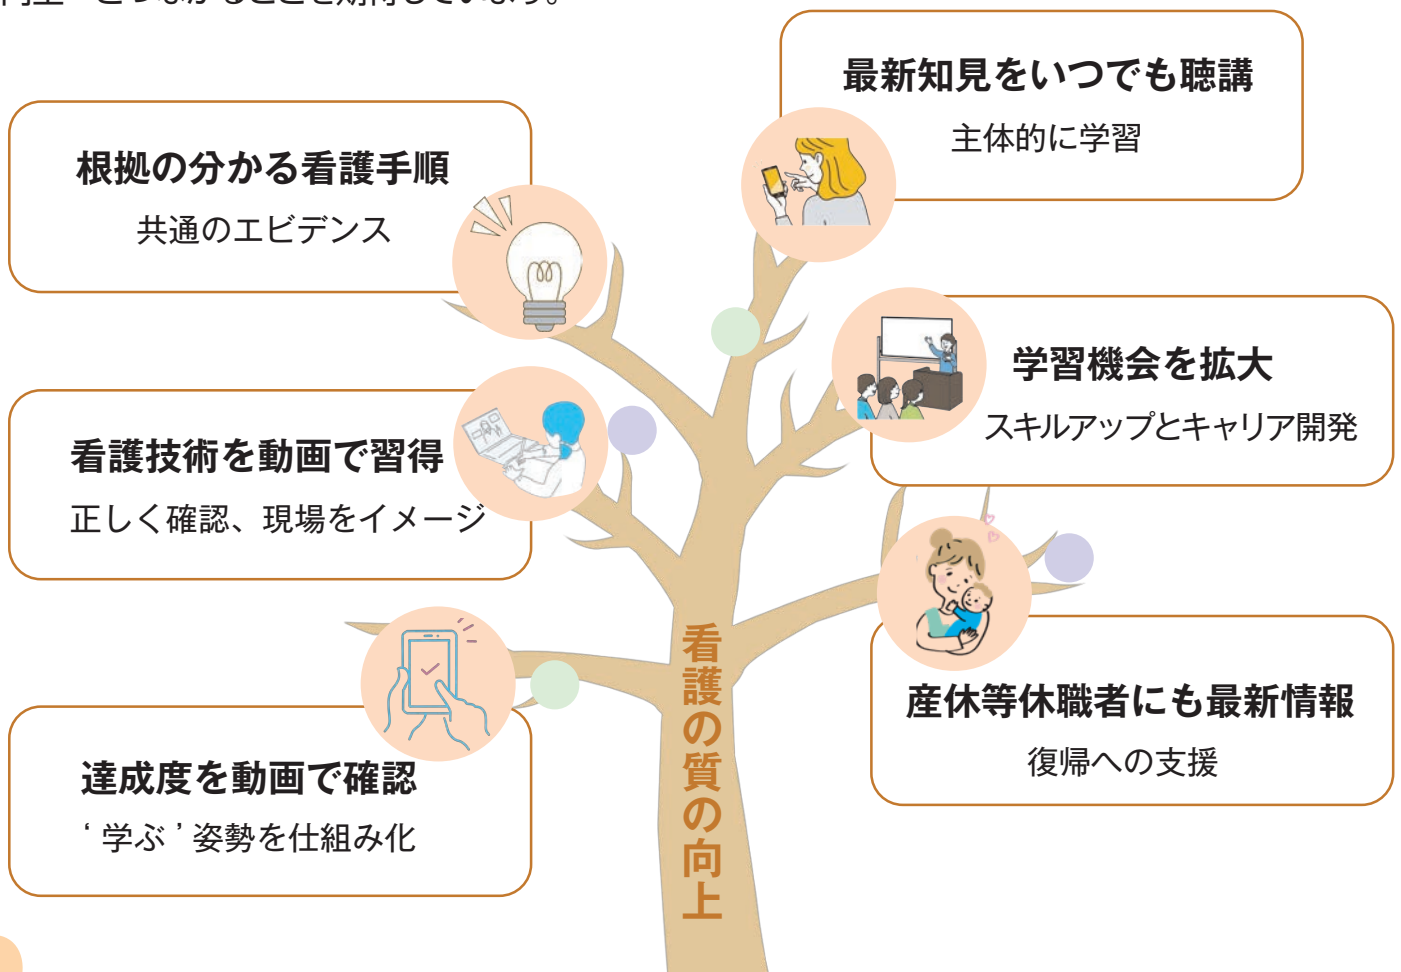 最新知見をいつでも聴講
主体的に学習
根拠の分かる看護手順
共通のエビデンス
学習機会を拡大
スキルアップとキャリア開発
看護技術を動画で習得
正しく確認、現場をイメージ
産休等休職者にも最新情報
復帰への支援
達成度を動画で確認
‘学ぶ’姿勢を仕組み化
看護の質の向上